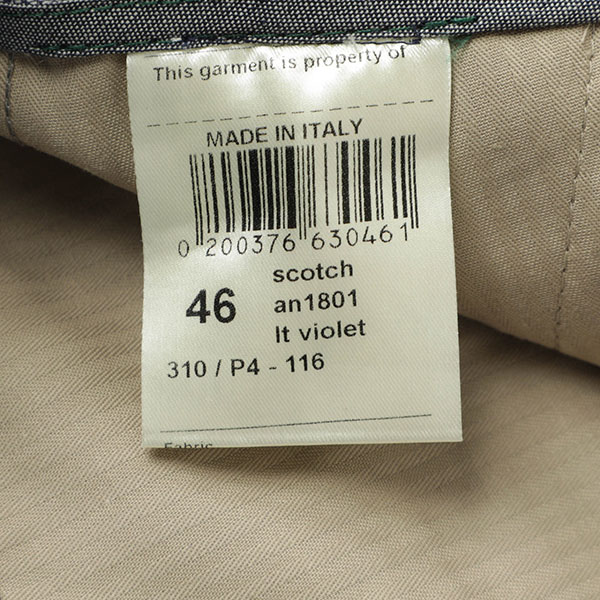 This garment is property of
MADE IN ITALY
0 200376 630461
46
scotch
an1801
lt violet
310 / P4 - 116
Fabric